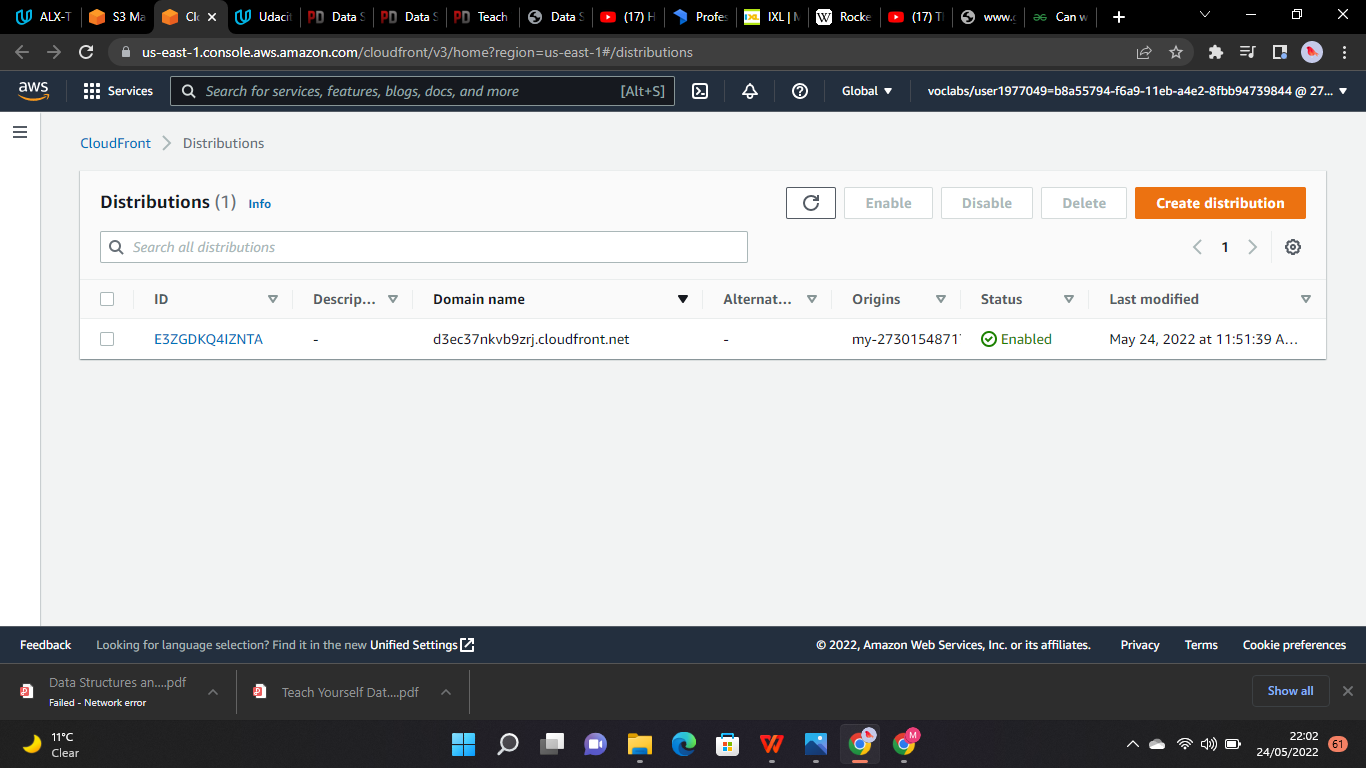 ALX-T
S3 Ma
Clo
Udaci
Data S
Data S
Teach
Data S
(17) H
Profes
IXL | M
Rocke
(17) T
www.g
Can w
us-east-1.console.aws.amazon.com/cloudfront/v3/home?region=us-east-1#/distributions
aws
Services
Search for services, features, blogs, docs, and more
[Alt+S]
Global
voclabs/user1977049=b8a55794-f6a9-11eb-a4e2-8fbb94739844 @ 27...
CloudFront
Distributions
Distributions (1)
Info
Enable
Disable
Delete
Create distribution
Search all distributions
1
ID
Descrip...
Domain name
Alternat...
Origins
Status
Last modified
E3ZGDKQ4IZNTA
-
d3ec37nkvb9zrj.cloudfront.net
-
my-27301548717
Enabled
May 24, 2022 at 11:51:39 A...
Feedback
Looking for language selection? Find it in the new Unified Settings
© 2022, Amazon Web Services, Inc. or its affiliates.
Privacy
Terms
Cookie preferences
Data Structures an....pdf
Failed - Network error
Teach Yourself Dat....pdf
Show all
11°C
Clear
M
22:02
24/05/2022
61